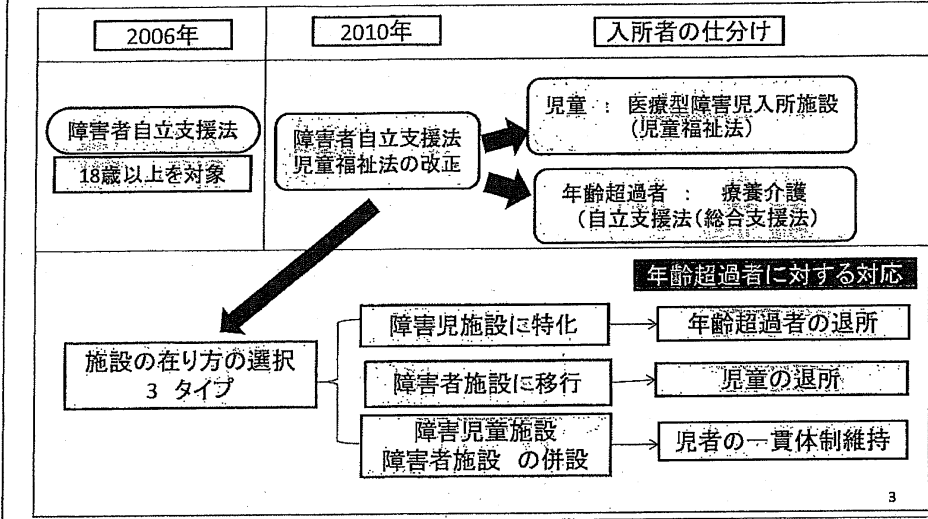 2006年
2010年
入所者の仕分け
障害者自立支援法
18歳以上を対象
障害者自立支援法
児童福祉法の改正
児童 : 医療型障害児入所施設
(児童福祉法)
年齢超過者 : 療養介護
(自立支援法(総合支援法)
年齢超過者に対する対応
施設の在り方の選択
3 タイプ
障害児施設に特化
年齢超過者の退所
障害者施設に移行
児童の退所
障害児童施設
障害者施設 の併設
児者の一貫体制維持
3